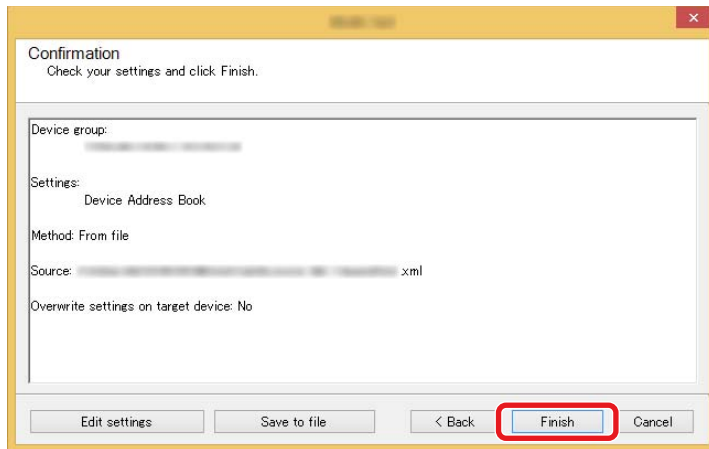 Confirmation
Check your settings and click Finish.
Device group:
Settings:
Device Address Book
Method: From file
Source: .xml
Overwrite settings on target device: No
Edit settings Save to file < Back Finish Cancel